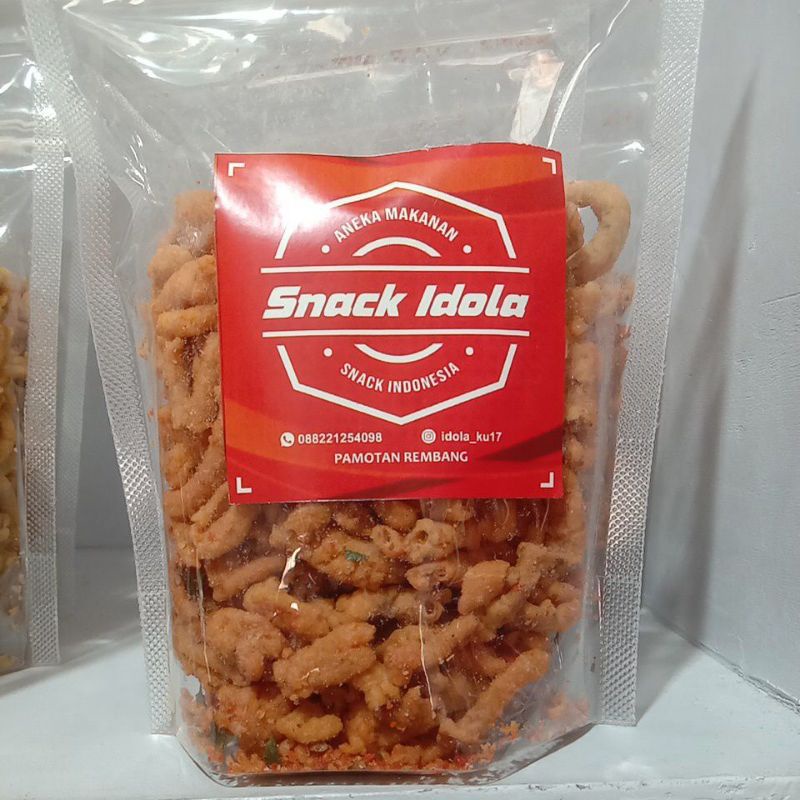 ANEKA MAKANAN
Snack Idola
SNACK INDONESIA
088221254098 idola_ku17
PAMOTAN REMBANG